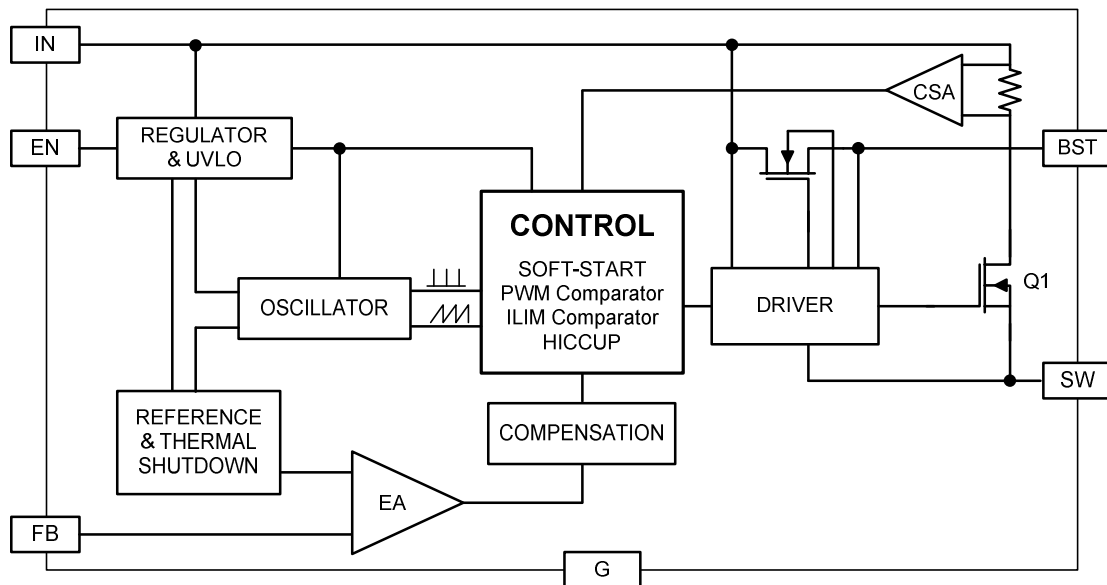 IN
CSA
EN
REGULATOR
& UVLO
BST
CONTROL
SOFT-START
PWM Comparator
ILIM Comparator
HICCUP
OSCILLATOR
DRIVER
Q1
SW
REFERENCE
& THERMAL
SHUTDOWN
COMPENSATION
EA
FB
G